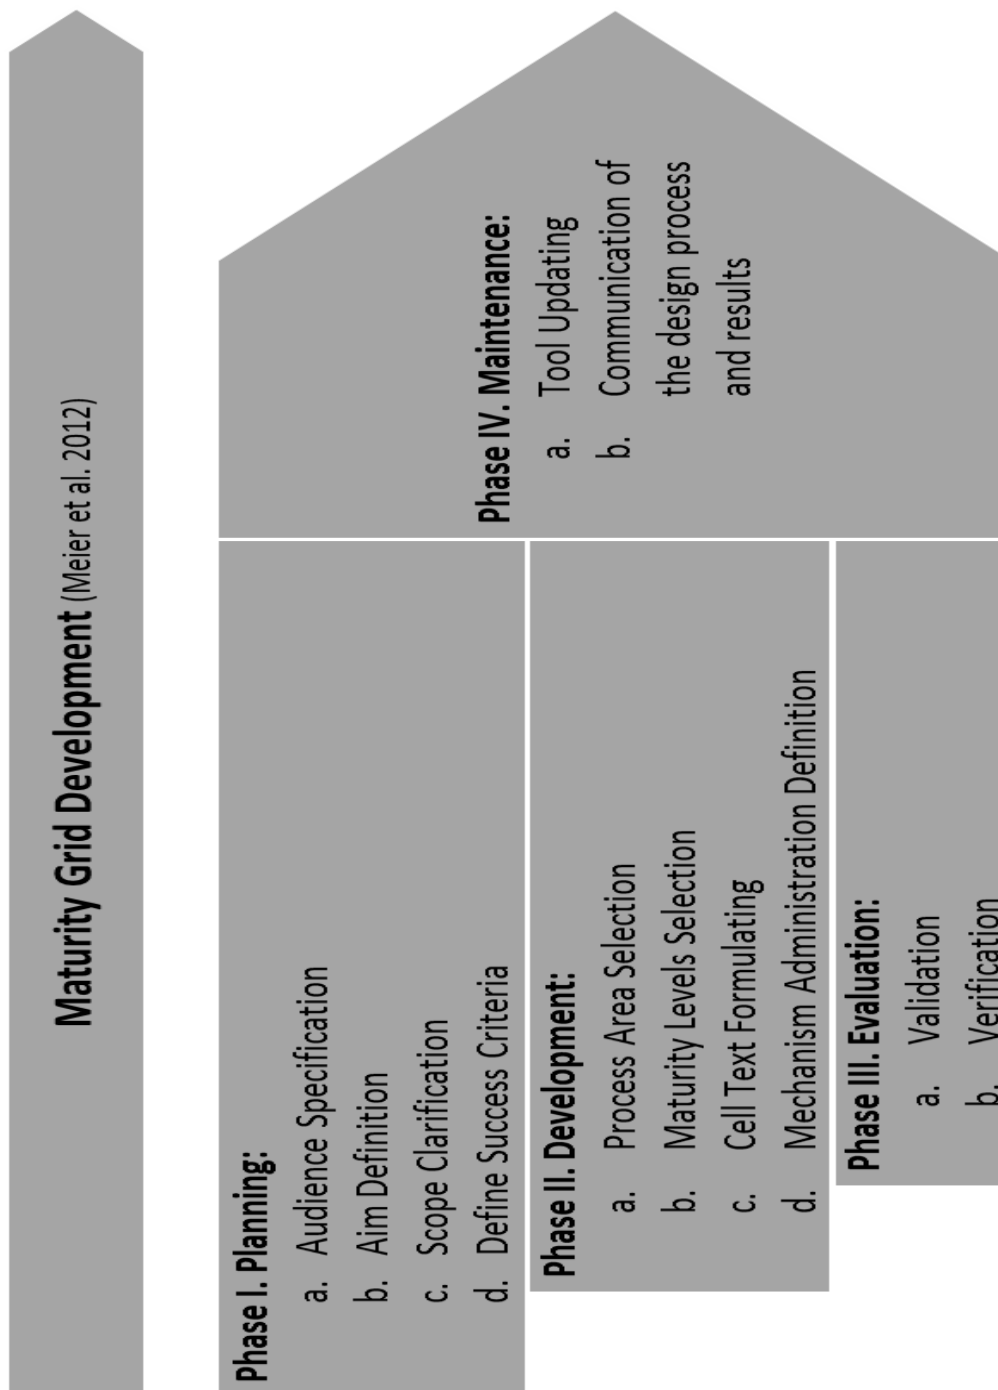 Maturity Grid Development (Meier et al. 2012)
Phase I. Planning:
a. Audience Specification
b. Aim Definition
c. Scope Clarification
d. Define Success Criteria
Phase II. Development:
a. Process Area Selection
b. Maturity Levels Selection
c. Cell Text Formulating
d. Mechanism Administration Definition
Phase III. Evaluation:
a. Validation
b. Verification
Phase IV. Maintenance:
a. Tool Updating
b. Communication of
the design process
and results